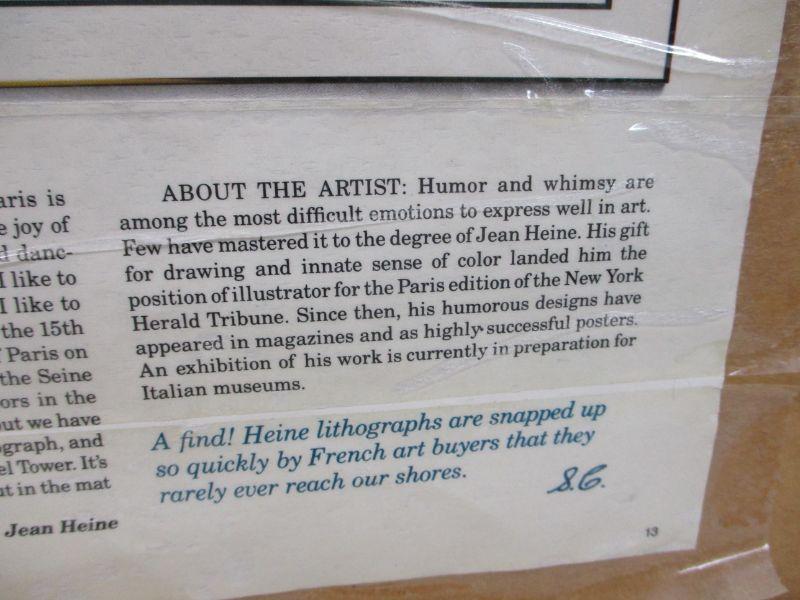 aris is
e joy of
d danc-
I like to
I like to
the 15th
Paris on
the Seine
ors in the
out we have
ograph, and
el Tower. It's
ut in the mat
Jean Heine
ABOUT THE ARTIST: Humor and whimsy are
among the most difficult emotions to express well in art.
Few have mastered it to the degree of Jean Heine. His gift
for drawing and innate sense of color landed him the
position of illustrator for the Paris edition of the New York
Herald Tribune. Since then, his humorous designs have
appeared in magazines and as highly successful posters.
An exhibition of his work is currently in preparation for
Italian museums.
A find! Heine lithographs are snapped up
so quickly by French art buyers that they
rarely ever reach our shores.
S.G.
13